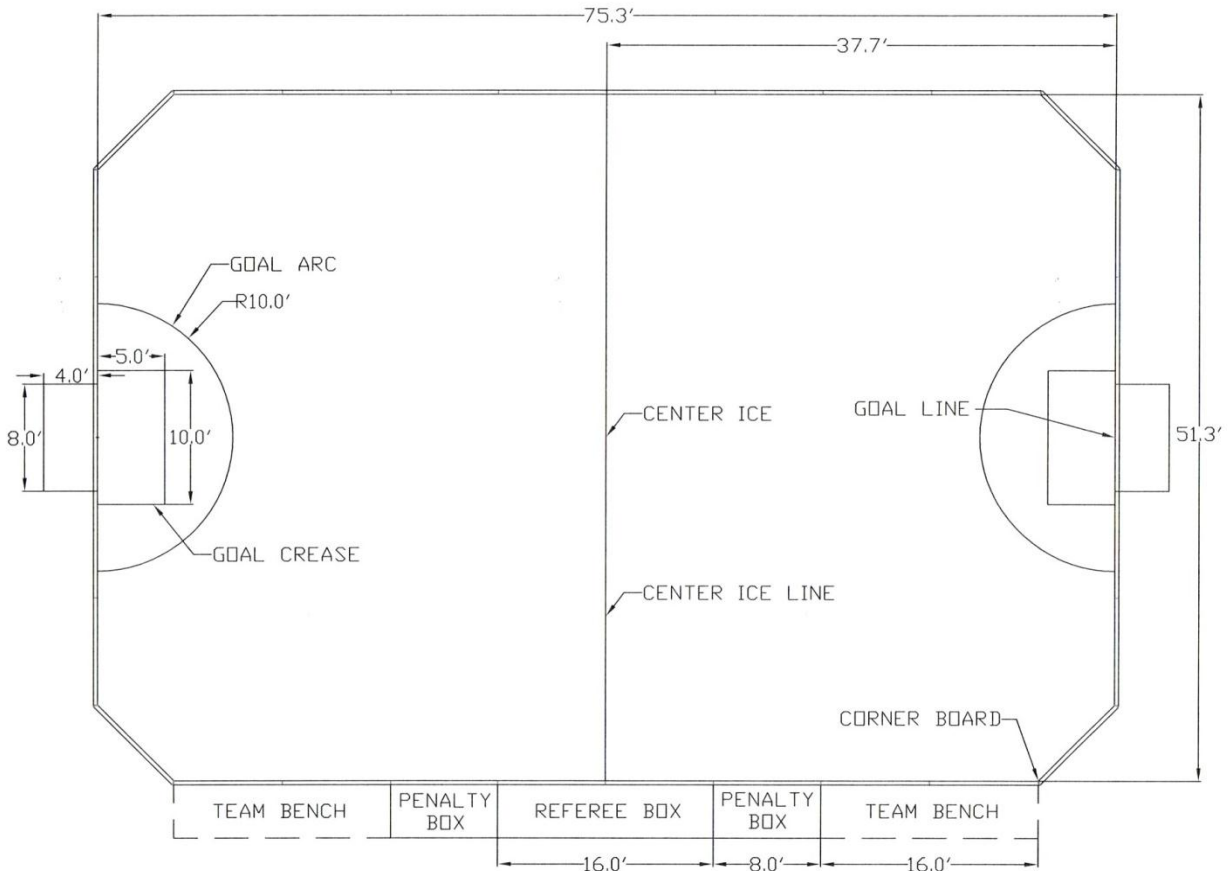 75.3'
37.7'
GOAL ARC
R10.0'
5.0'
4.0'
CENTER ICE
GOAL LINE
8.0'
10.0'
51.3'
GOAL CREASE
CENTER ICE LINE
CORNER BOARD
TEAM BENCH
PENALTY
BOX
REFEREE BOX
PENALTY
BOX
TEAM BENCH
16.0'
8.0'
16.0'